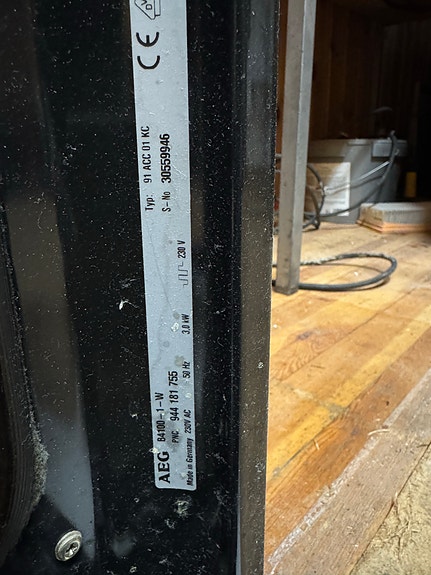 AEG B4100-1-W Typ: 91 ACC 01 KC CE
PNC 944 181 755 S-No 30559946
Made in Germany 230V AC 50 Hz 3,0 kW 230 V